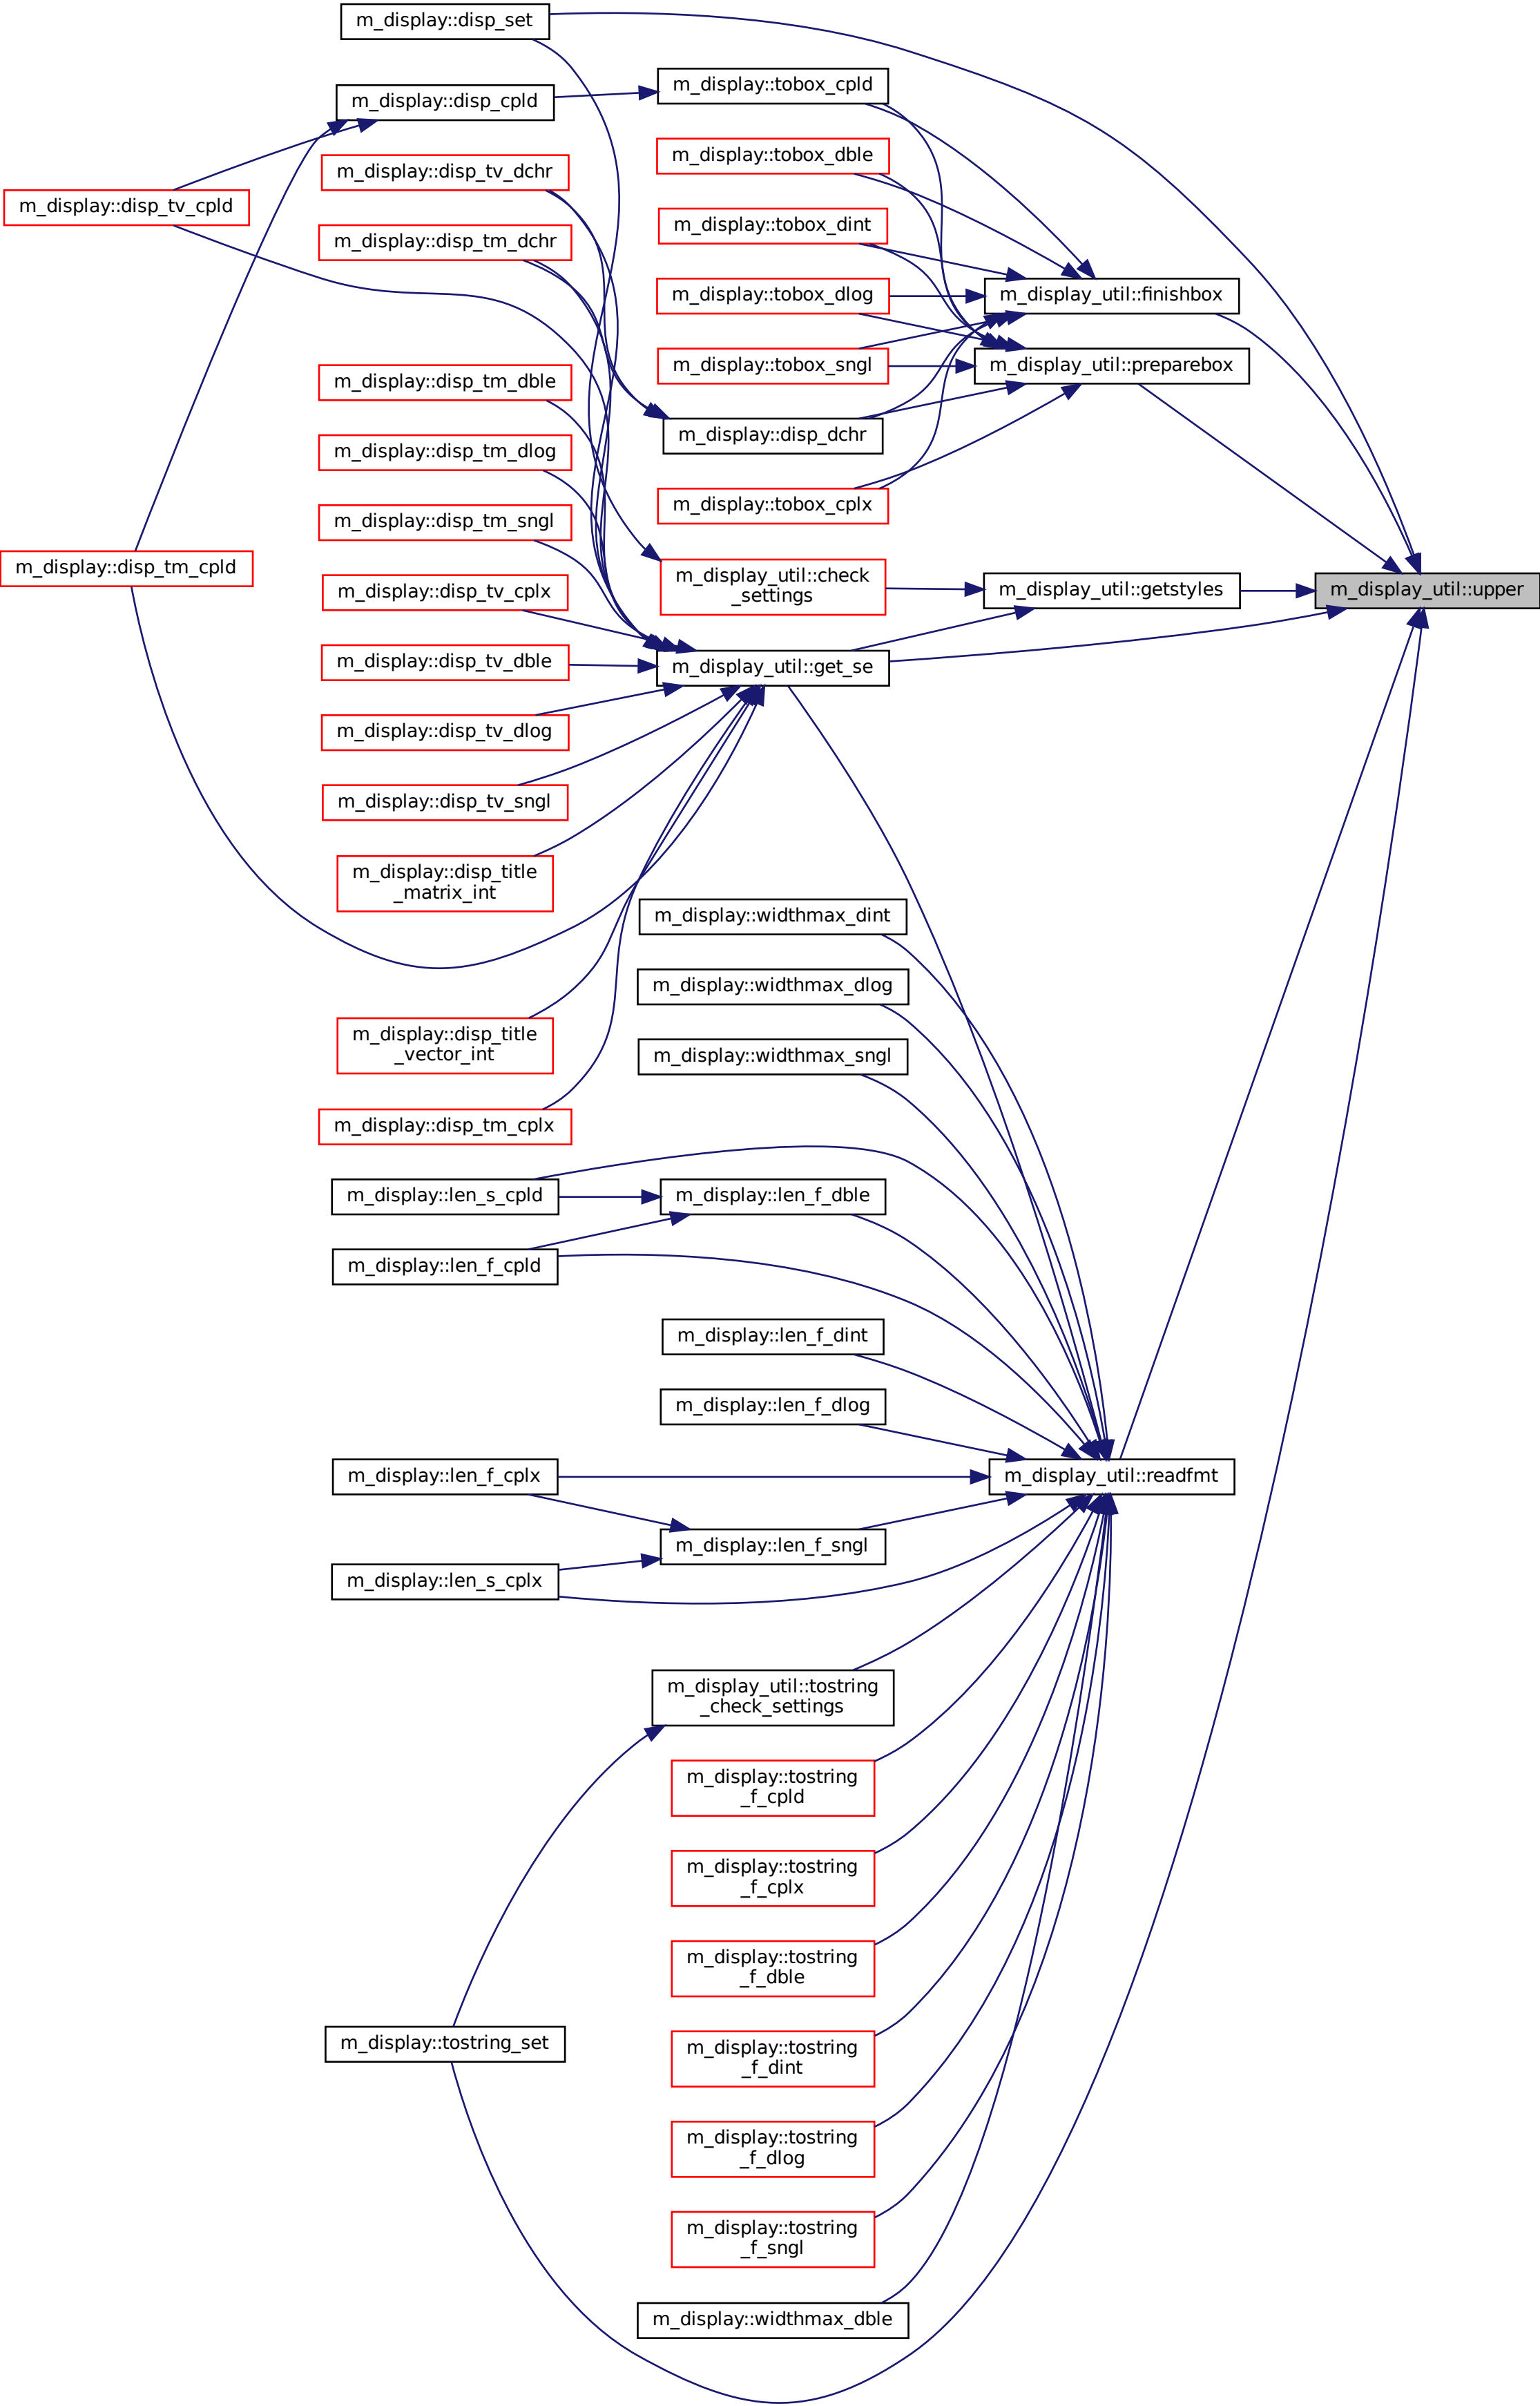 m_display::disp_set
m_display::disp_cpld
m_display::tobox_cpld
m_display::tobox_dble
m_display::disp_tv_dchr
m_display::disp_tv_cpld
m_display::tobox_dint
m_display::disp_tm_dchr
m_display::tobox_dlog
m_display_util::finishbox
m_display::tobox_sngl
m_display_util::preparebox
m_display::disp_tm_dble
m_display::disp_dchr
m_display::disp_tm_dlog
m_display::tobox_cplx
m_display::disp_tm_sngl
m_display::disp_tm_cpld
m_display_util::check
_settings
m_display_util::getstyles
m_display_util::upper
m_display::disp_tv_cplx
m_display::disp_tv_dble
m_display_util::get_se
m_display::disp_tv_dlog
m_display::disp_tv_sngl
m_display::disp_title
_matrix_int
m_display::widthmax_dint
m_display::widthmax_dlog
m_display::disp_title
_vector_int
m_display::widthmax_sngl
m_display::disp_tm_cplx
m_display::len_s_cpld
m_display::len_f_dble
m_display::len_f_cpld
m_display::len_f_dint
m_display::len_f_dlog
m_display::len_f_cplx
m_display_util::readfmt
m_display::len_f_sngl
m_display::len_s_cplx
m_display_util::tostring
_check_settings
m_display::tostring
_f_cpld
m_display::tostring
_f_cplx
m_display::tostring
_f_dble
m_display::tostring_set
m_display::tostring
_f_dint
m_display::tostring
_f_dlog
m_display::tostring
_f_sngl
m_display::widthmax_dble